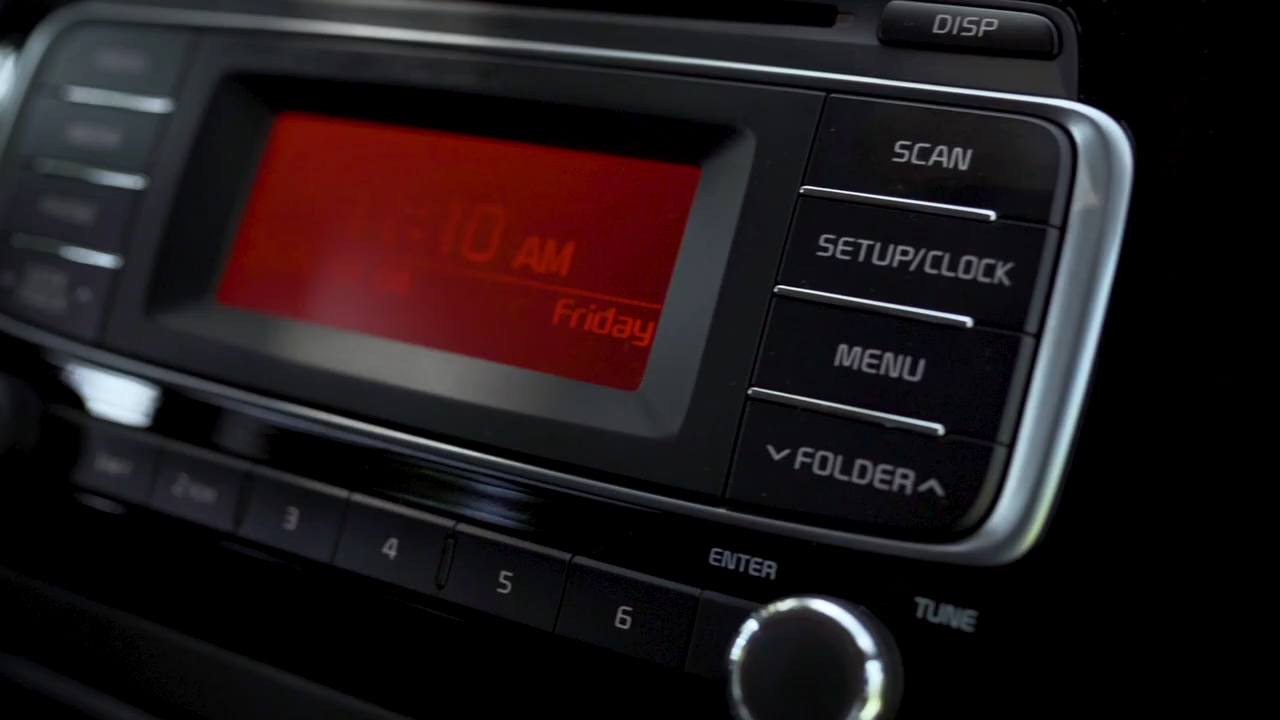 DISP
SCAN
SETUP/CLOCK
MENU
FOLDER
:10 AM
Friday
3
4
5
6
ENTER
TUNE